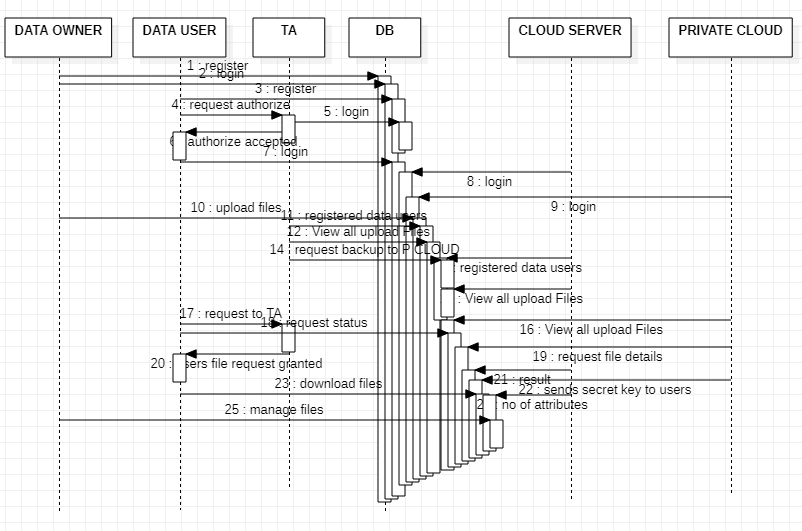 DATA OWNER
DATA USER
TA
DB
CLOUD SERVER
PRIVATE CLOUD
1 : register
2 : login
3 : register
4 : request authorize
5 : login
6 : authorize accepted
7 : login
8 : login
9 : login
10 : upload files
11 : registered data users
12 : View all upload Files
14 : request backup to P CLOUD
: registered data users
: View all upload Files
17 : request to TA
18 : request status
16 : View all upload Files
19 : request file details
20 : users file request granted
21 : result
23 : download files
22 : sends secret key to users
2 : no of attributes
25 : manage files